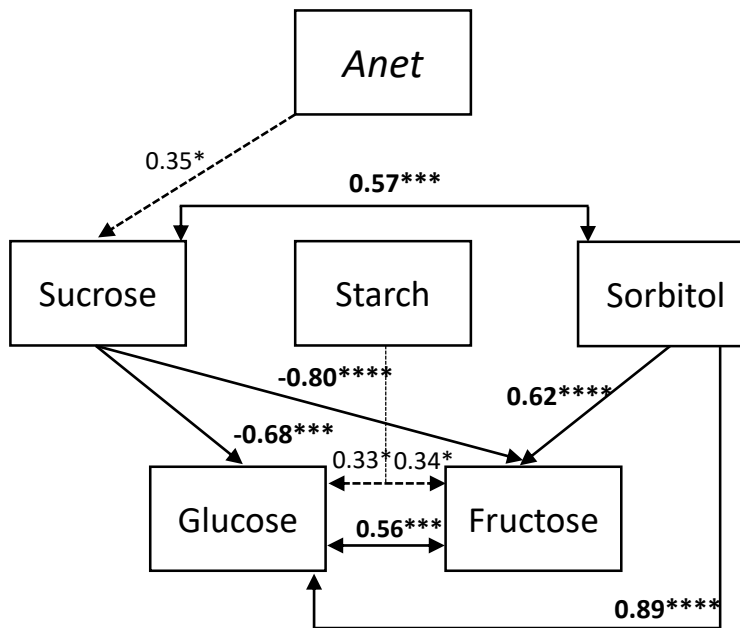 Anet
0.35*
0.57***
Sucrose
Starch
Sorbitol
-0.80****
0.62****
-0.68***
0.33*
0.34*
Glucose
Fructose
0.56***
0.89****